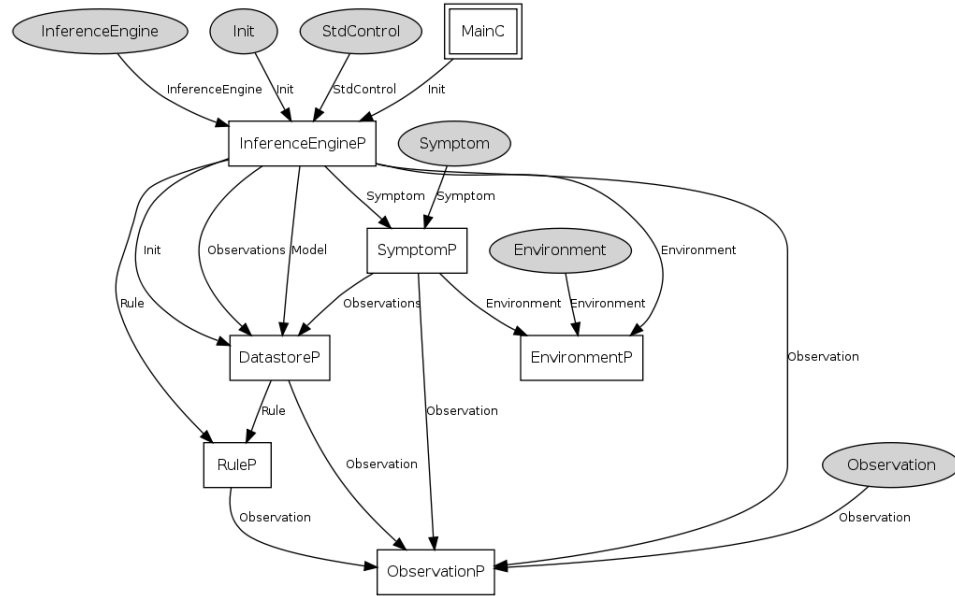 InferenceEngine
Init
StdControl
MainC
InferenceEngine
Init
StdControl
Init
InferenceEngineP
Symptom
Symptom
Symptom
Init
Observations
Model
SymptomP
Environment
Environment
Rule
Observations
Environment
Environment
DatastoreP
EnvironmentP
Observation
Rule
Observation
RuleP
Observation
Observation
Observation
Observation
ObservationP